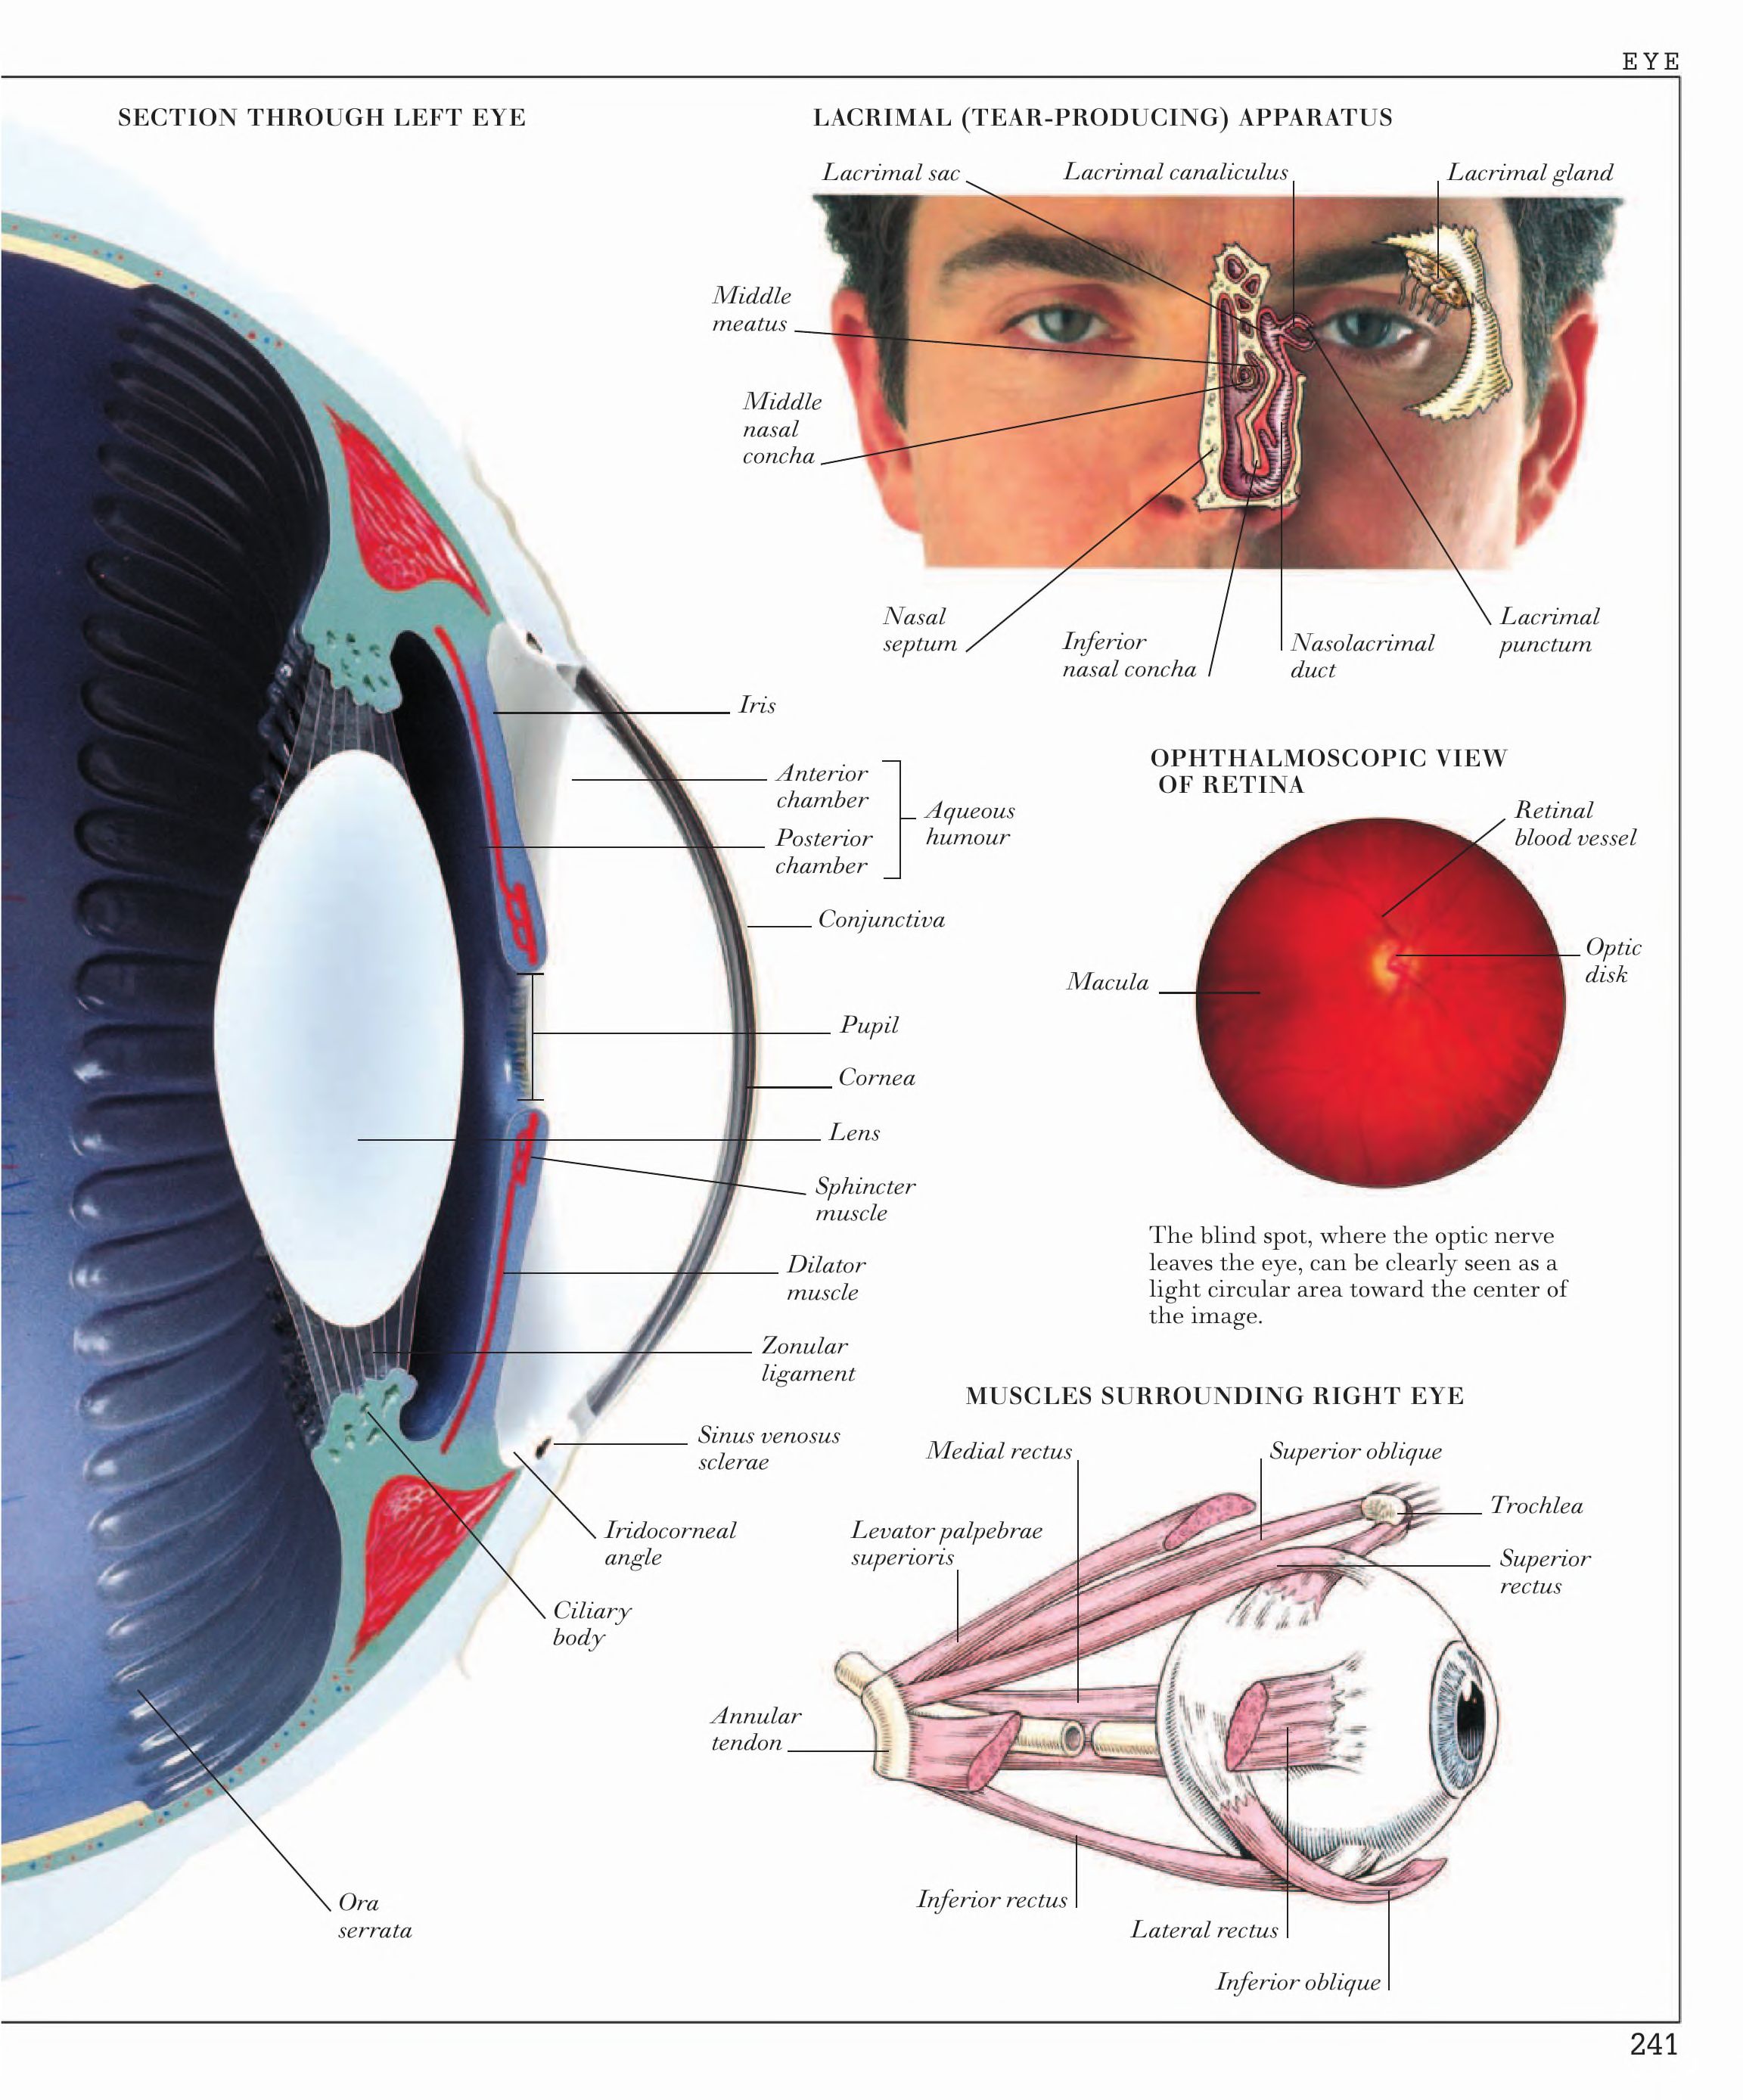 EYE
SECTION THROUGH LEFT EYE
Iris
Anterior
chamber
Posterior
chamber
Aqueous
humour
Conjunctiva
Pupil
Cornea
Lens
Sphincter
muscle
Dilator
muscle
Zonular
ligament
Sinus venosus
sclerae
Iridocorneal
angle
Ciliary
body
Ora
serrata
LACRIMAL (TEAR-PRODUCING) APPARATUS
Lacrimal sac
Lacrimal canaliculus
Lacrimal gland
Middle
meatus
Middle
nasal
concha
Nasal
septum
Inferior
nasal concha
Nasolacrimal
duct
Lacrimal
punctum
OPHTHALMOSCOPIC VIEW
OF RETINA
Retinal
blood vessel
Optic
disk
Macula
The blind spot, where the optic nerve
leaves the eye, can be clearly seen as a
light circular area toward the center of
the image.
MUSCLES SURROUNDING RIGHT EYE
Medial rectus
Superior oblique
Levator palpebrae
superioris
Trochlea
Superior
rectus
Annular
tendon
Inferior rectus
Lateral rectus
Inferior oblique
241